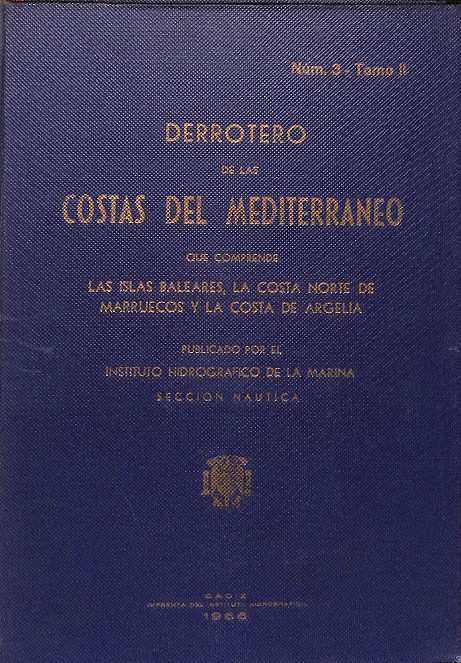 Núm. 3 - Tomo II
DERROTERO
DE LAS
COSTAS DEL MEDITERRANEO
QUE COMPRENDE
LAS ISLAS BALEARES, LA COSTA NORTE DE
MARRUECOS Y LA COSTA DE ARGELIA
PUBLICADO POR EL
INSTITUTO HIDROGRAFICO DE LA MARINA
SECCION NAUTICA
CADIZ
IMPRENTA DEL INSTITUTO HIDROGRAFICO
1966